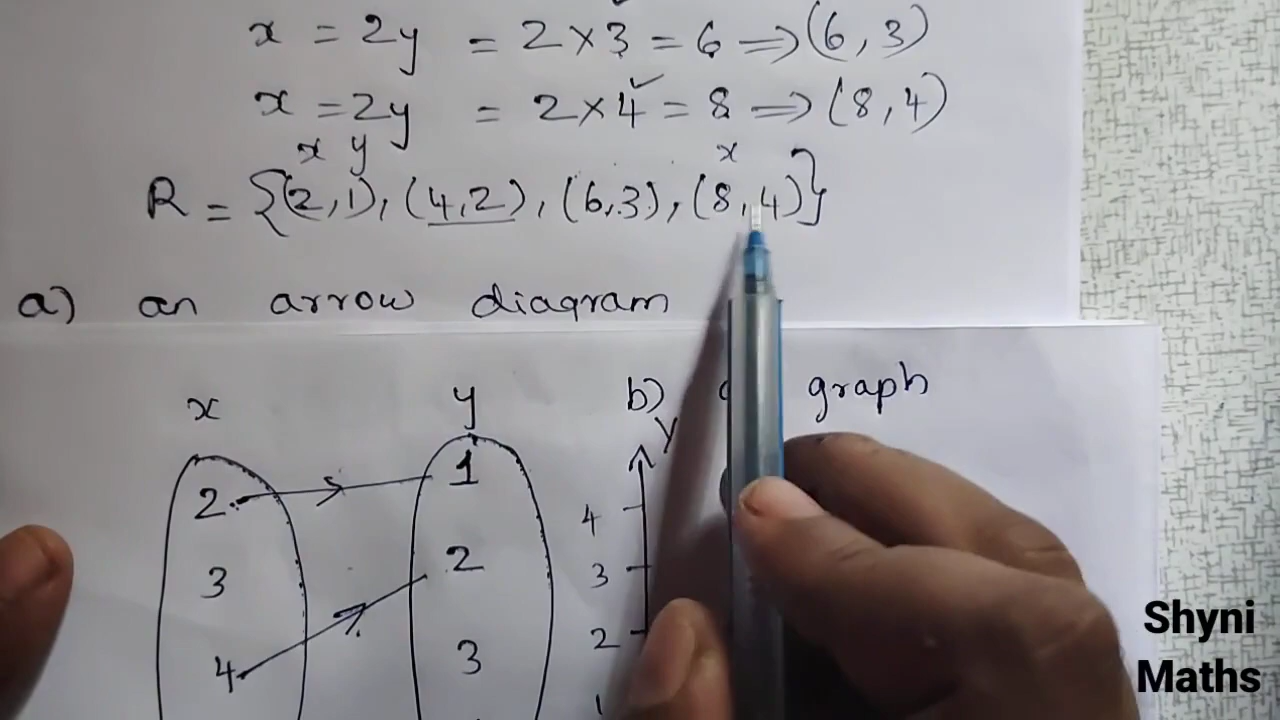 x = 2y = 2×3 = 6 ⇒ (6, 3)
x = 2y = 2×4 = 8 ⇒ (8, 4)
x y x
R = {(2,1), (4,2), (6,3), (8,4)}
a) an arrow diagram
b) graph
x y
Y
2 1
4
3 2
3
4 3
2
1
Shyni
Maths